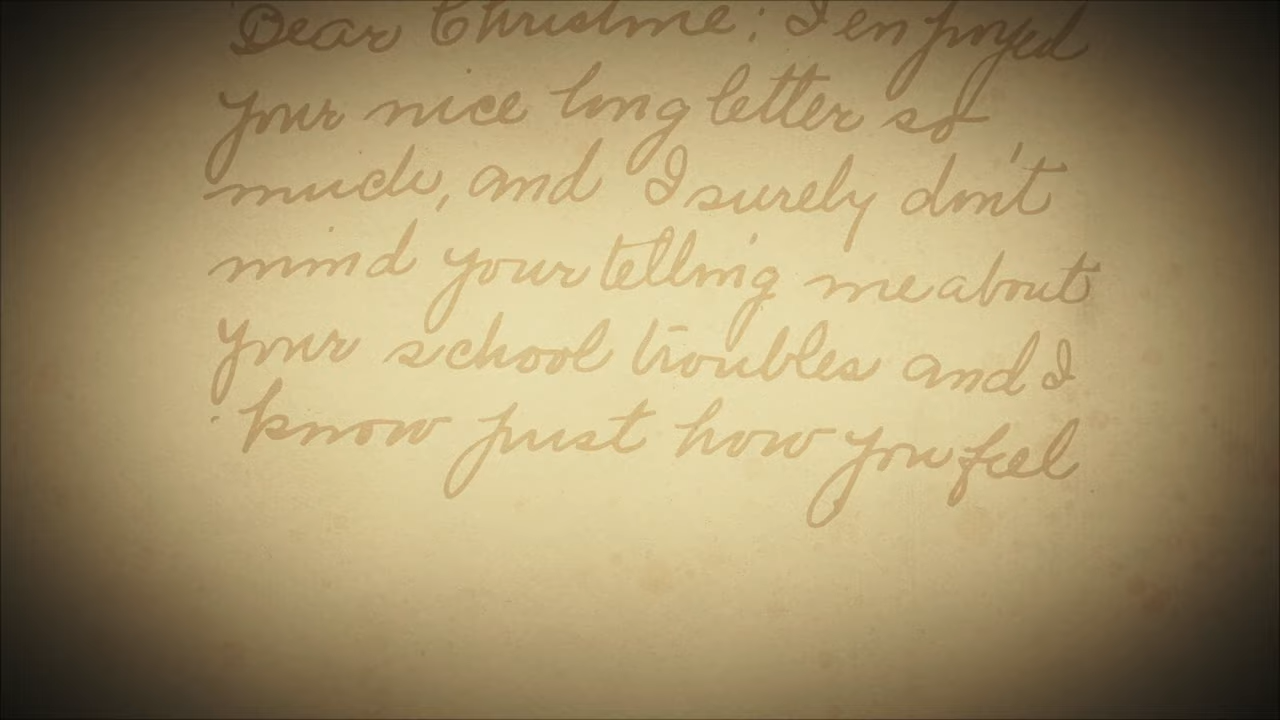 Dear Christine; I enjoyed
your nice long letter so
much, and I surely don't
mind your telling me about
your school troubles and I
know just how you feel